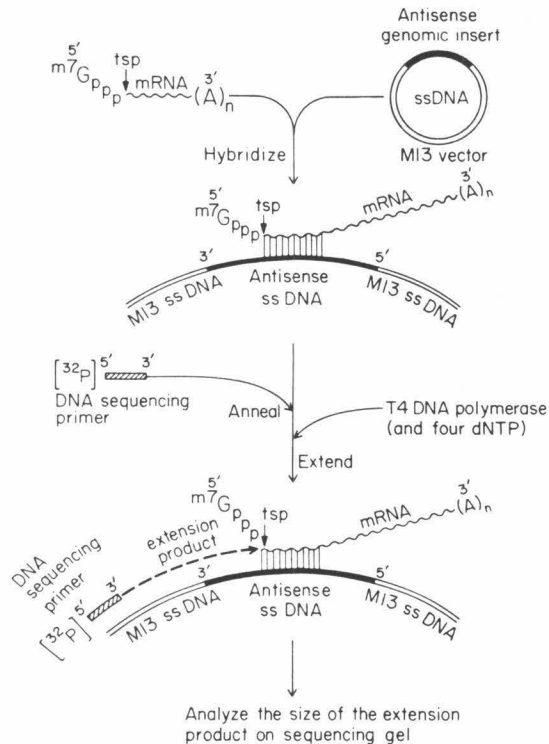 Antisense
genomic insert
5'
m7Gppp
tsp
mRNA
3'
(A)n
ssDNA
M13 vector
Hybridize
5'
m7Gppp
tsp
mRNA
3'
(A)n
3'
5'
M13 ss DNA
Antisense
ss DNA
M13 ss DNA
[32P]
5'
3'
DNA sequencing
primer
Anneal
T4 DNA polymerase
(and four dNTP)
Extend
5'
m7Gppp
tsp
mRNA
3'
(A)n
extension
product
DNA
sequencing
primer
[32P]
5'
3'
3'
5'
M13 ss DNA
Antisense
ss DNA
M13 ss DNA
Analyze the size of the extension
product on sequencing gel